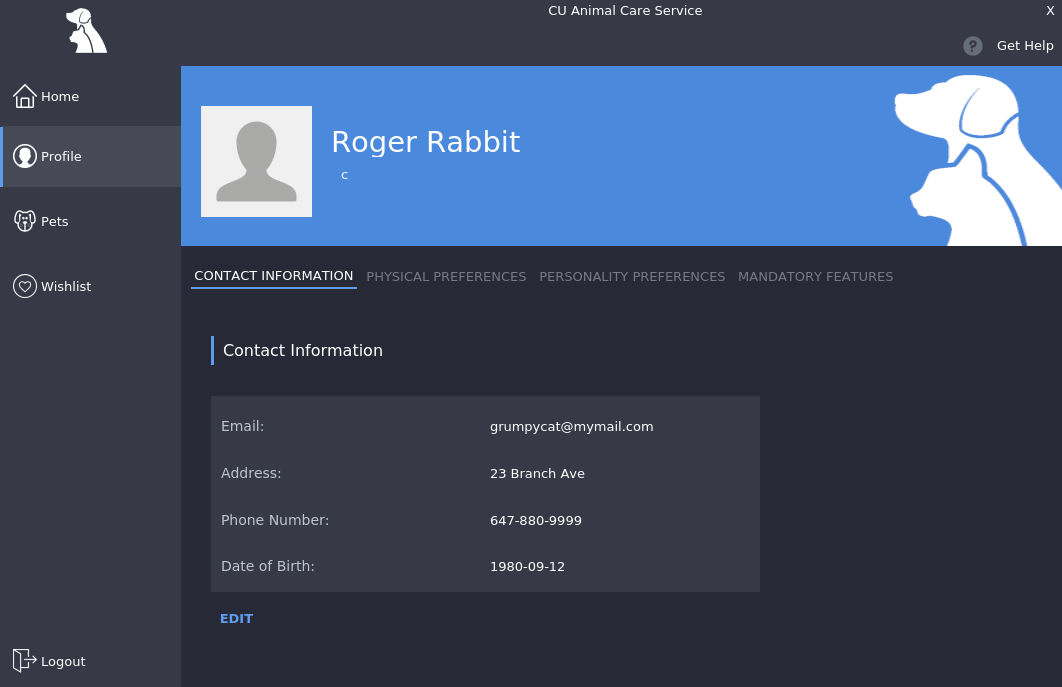 CU Animal Care Service
X
? Get Help
Home
Profile
Pets
Wishlist
Logout
Roger Rabbit
c
CONTACT INFORMATION PHYSICAL PREFERENCES PERSONALITY PREFERENCES MANDATORY FEATURES
Contact Information
Email: grumpycat@mymail.com
Address: 23 Branch Ave
Phone Number: 647-880-9999
Date of Birth: 1980-09-12
EDIT